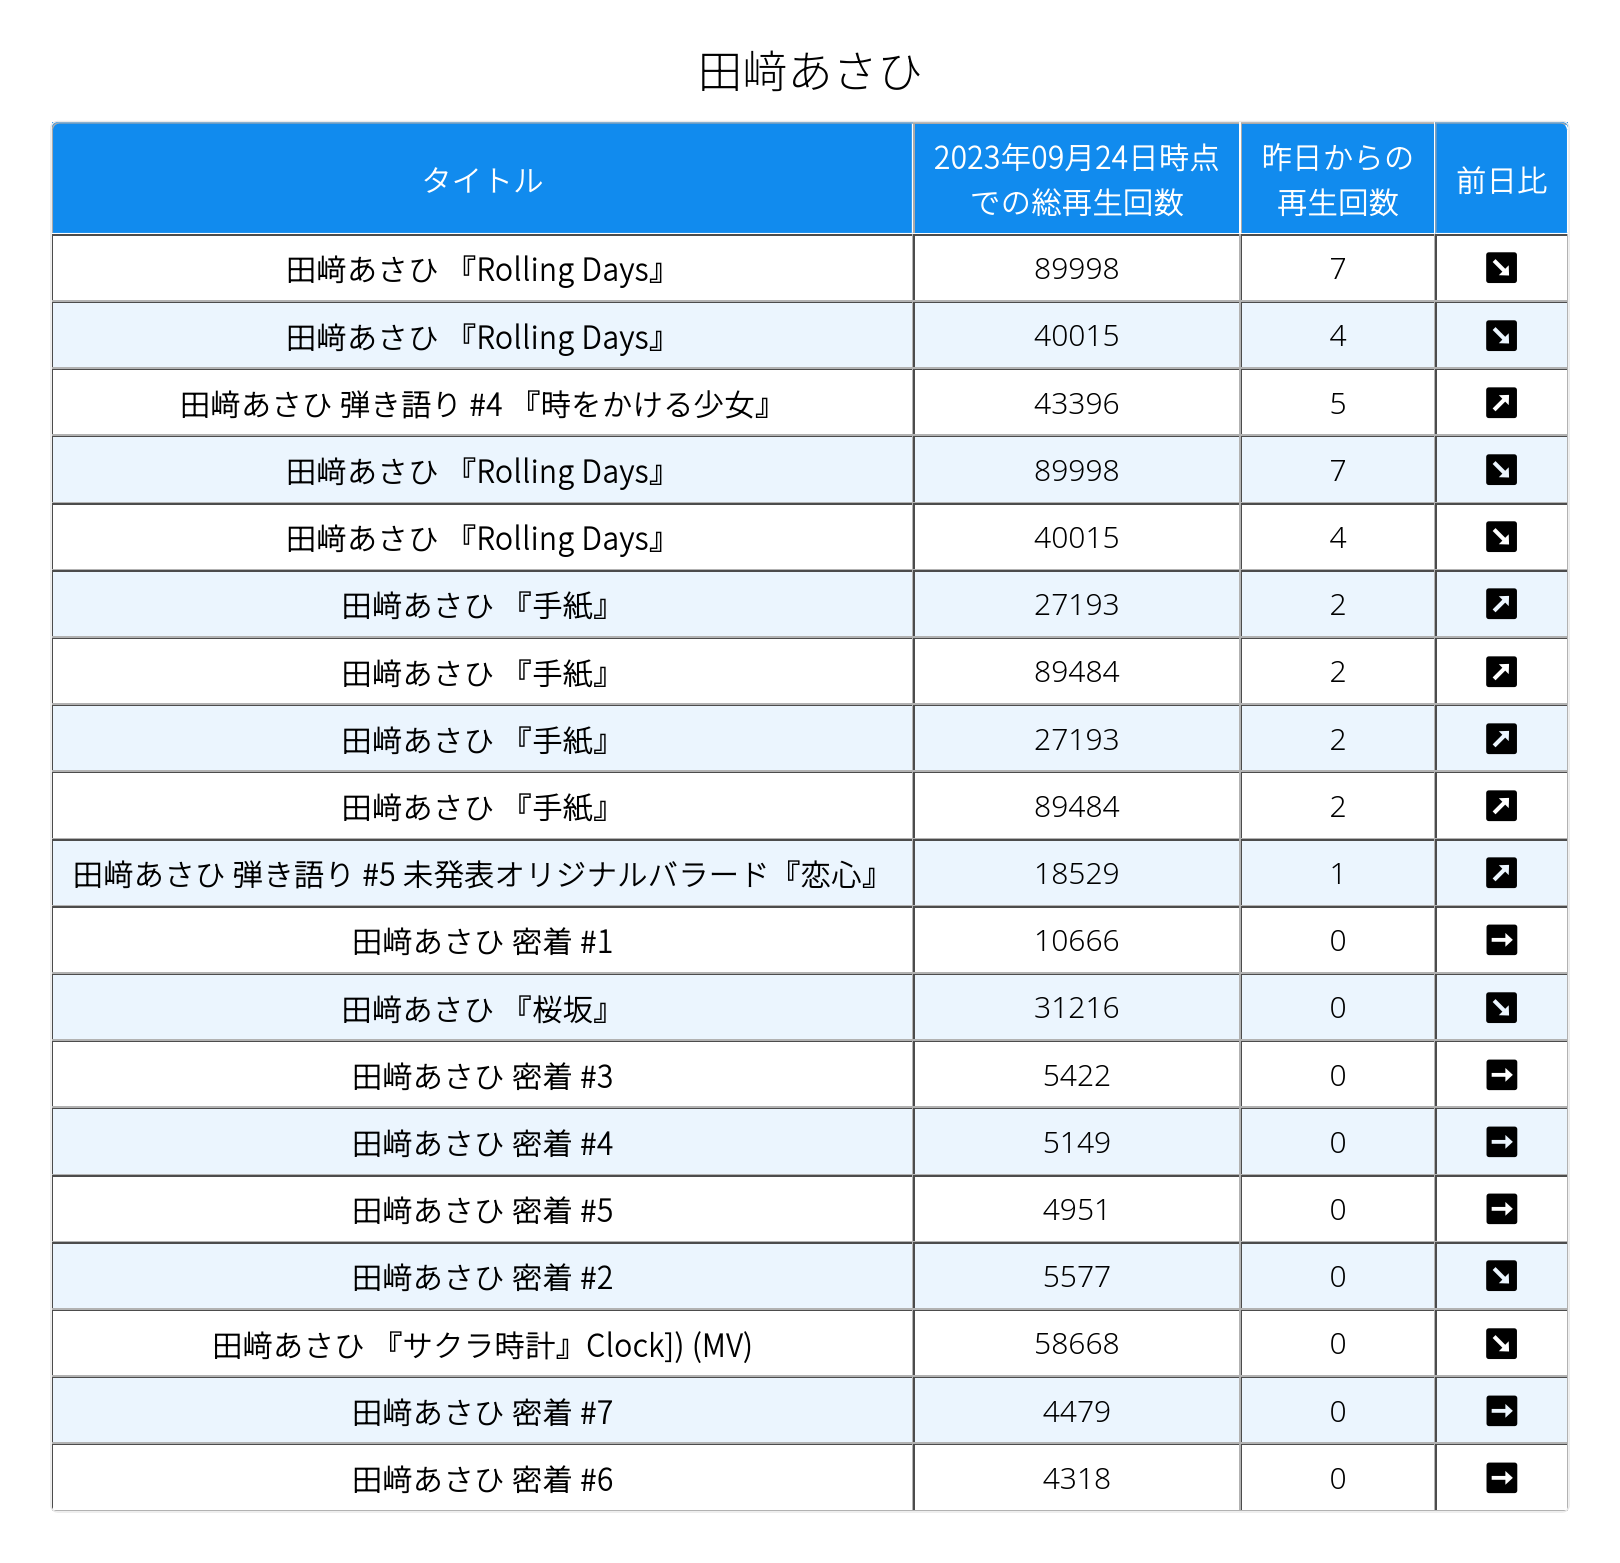 田﨑あさひ
タイトル 2023年09月24日時点での総再生回数 昨日からの再生回数 前日比
田﨑あさひ 『Rolling Days』 89998 7 ↘
田﨑あさひ 『Rolling Days』 40015 4 ↘
田﨑あさひ 弾き語り #4 『時をかける少女』 43396 5 ↗
田﨑あさひ 『Rolling Days』 89998 7 ↘
田﨑あさひ 『Rolling Days』 40015 4 ↘
田﨑あさひ 『手紙』 27193 2 ↗
田﨑あさひ 『手紙』 89484 2 ↗
田﨑あさひ 『手紙』 27193 2 ↗
田﨑あさひ 『手紙』 89484 2 ↗
田﨑あさひ 弾き語り #5 未発表オリジナルバラード『恋心』 18529 1 ↗
田﨑あさひ 密着 #1 10666 0 →
田﨑あさひ 『桜坂』 31216 0 ↘
田﨑あさひ 密着 #3 5422 0 →
田﨑あさひ 密着 #4 5149 0 →
田﨑あさひ 密着 #5 4951 0 →
田﨑あさひ 密着 #2 5577 0 ↘
田﨑あさひ 『サクラ時計』Clock]) (MV) 58668 0 ↘
田﨑あさひ 密着 #7 4479 0 →
田﨑あさひ 密着 #6 4318 0 →